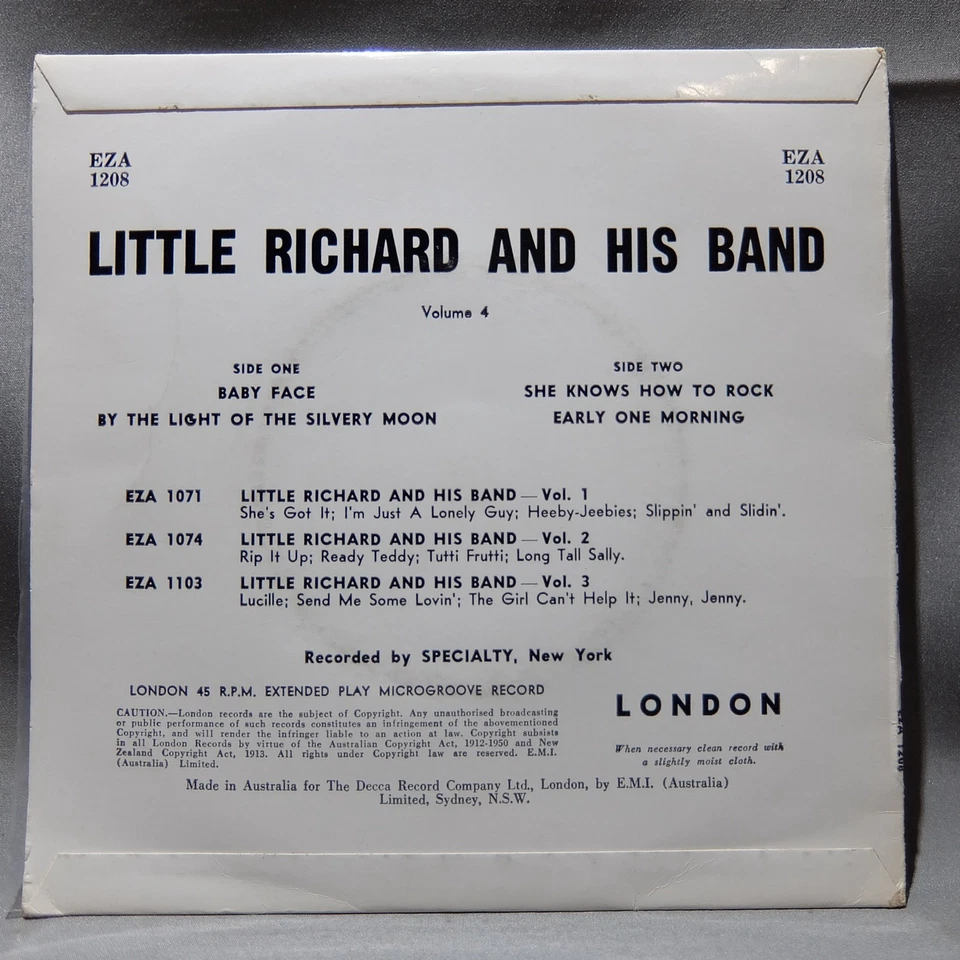 EZA
1208
EZA
1208
LITTLE RICHARD AND HIS BAND
Volume 4
SIDE ONE
BABY FACE
BY THE LIGHT OF THE SILVERY MOON
SIDE TWO
SHE KNOWS HOW TO ROCK
EARLY ONE MORNING
EZA 1071 LITTLE RICHARD AND HIS BAND — Vol. 1
She's Got It; I'm Just A Lonely Guy; Heeby-Jeebies; Slippin' and Slidin'.
EZA 1074 LITTLE RICHARD AND HIS BAND — Vol. 2
Rip It Up; Ready Teddy; Tutti Frutti; Long Tall Sally.
EZA 1103 LITTLE RICHARD AND HIS BAND — Vol. 3
Lucille; Send Me Some Lovin'; The Girl Can't Help It; Jenny, Jenny.
Recorded by SPECIALTY, New York
LONDON 45 R.P.M. EXTENDED PLAY MICROGROOVE RECORD
CAUTION.—London records are the subject of Copyright. Any unauthorised broadcasting
or public performance of such records constitutes an infringement of the abovementioned
Copyright, and will render the infringer liable to an action at law. Copyright subsists
in all London Records by virtue of the Australian Copyright Act, 1912-1950 and New
Zealand Copyright Act, 1913. All rights under Copyright law are reserved. E.M.I.
(Australia) Limited.
LONDON
When necessary clean record with
a slightly moist cloth.
Made in Australia for The Decca Record Company Ltd., London, by E.M.I. (Australia)
Limited, Sydney, N.S.W.
EZA 1208